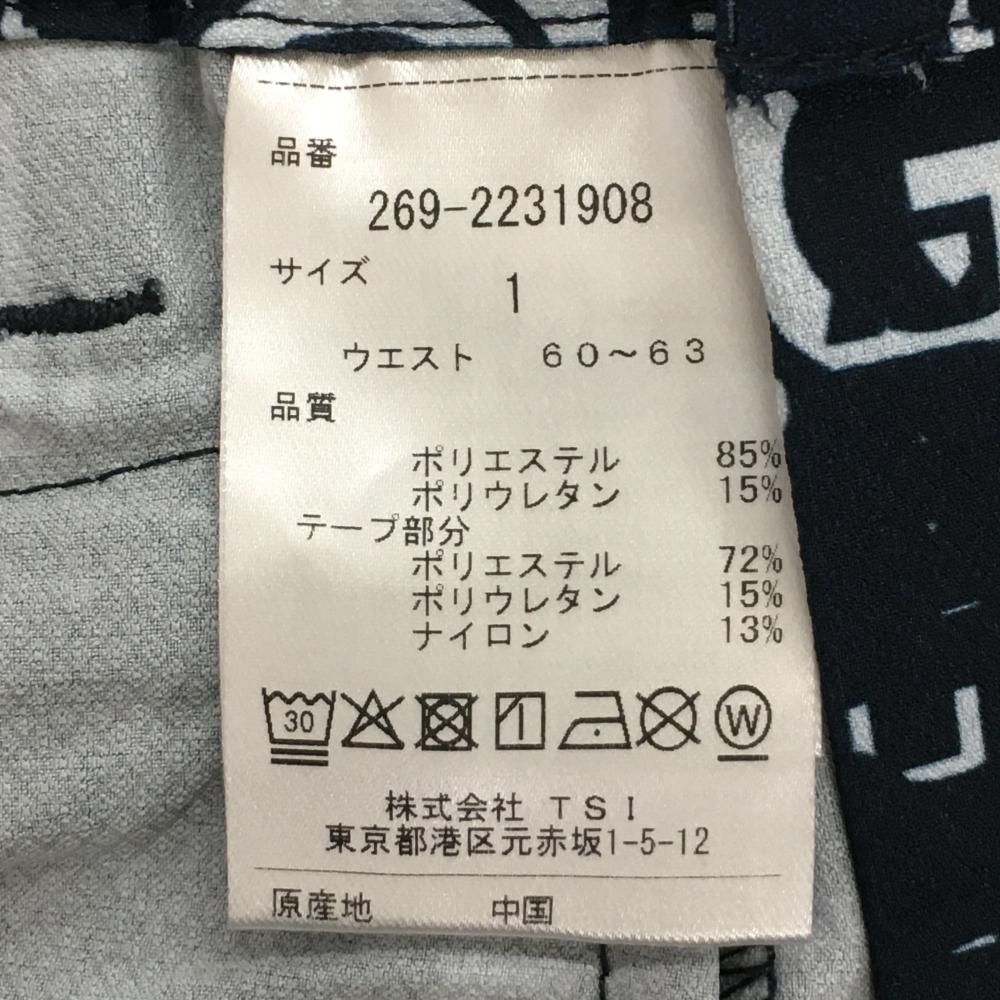 品番
269-2231908
サイズ 1
ウエスト 60～63
品質
ポリエステル 85%
ポリウレタン 15%
テープ部分
ポリエステル 72%
ポリウレタン 15%
ナイロン 13%
30 W
株式会社 TSI
東京都港区元赤坂1-5-12
原産地 中国
G